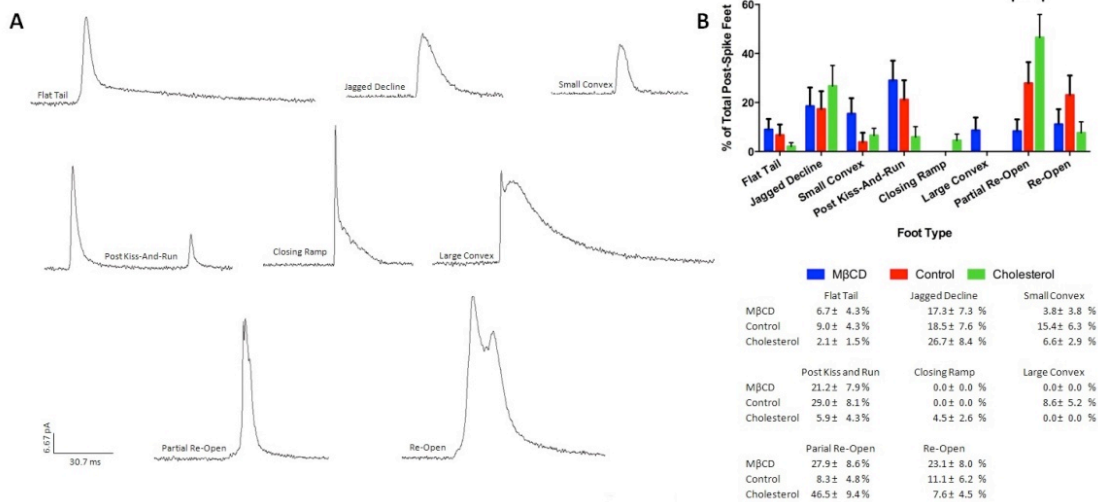 A
Flat Tail
Jagged Decline
Small Convex
Post Kiss-And-Run
Closing Ramp
Large Convex
Partial Re-Open
Re-Open
6.67 pA
30.7 ms
B
% of Total Post-Spike Feet
60
40
20
0
Flat Tail
Jagged Decline
Small Convex
Post Kiss-And-Run
Closing Ramp
Large Convex
Partial Re-Open
Re-Open
Foot Type
MβCD Control Cholesterol
Flat Tail Jagged Decline Small Convex
MβCD 6.7± 4.3% 17.3± 7.3 % 3.8± 3.8 %
Control 9.0± 4.3% 18.5± 7.6 % 15.4± 6.3 %
Cholesterol 2.1± 1.5% 26.7± 8.4 % 6.6± 2.9 %
Post Kiss and Run Closing Ramp Large Convex
MβCD 21.2± 7.9% 0.0± 0.0 % 0.0± 0.0 %
Control 29.0± 8.1% 0.0± 0.0 % 8.6± 5.2 %
Cholesterol 5.9± 4.3% 4.5± 2.6 % 0.0± 0.0 %
Parial Re-Open Re-Open
MβCD 27.9± 8.6% 23.1± 8.0 %
Control 8.3± 4.8% 11.1± 6.2 %
Cholesterol 46.5± 9.4% 7.6± 4.5 %